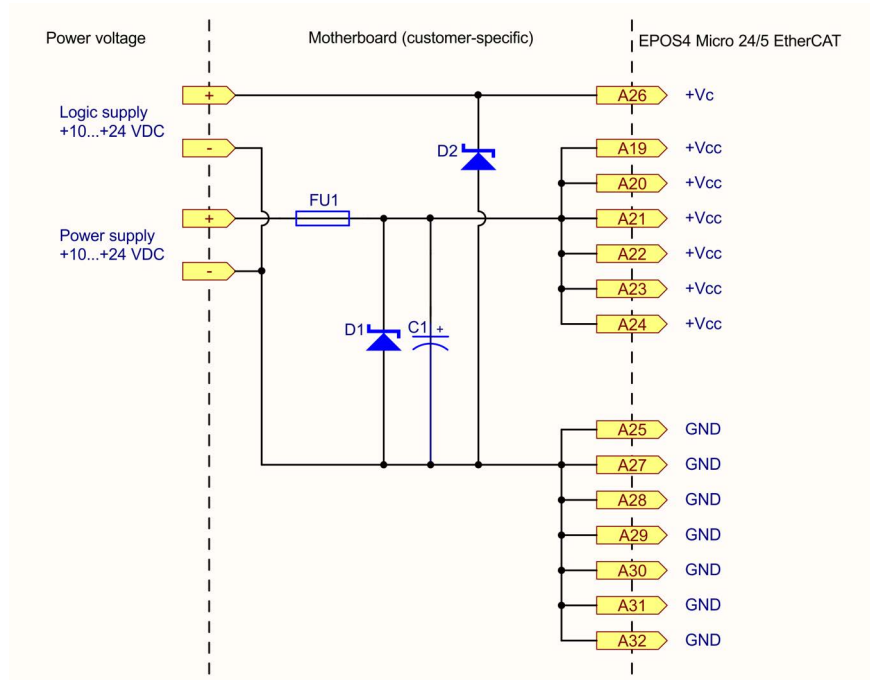 Power voltage
Motherboard (customer-specific)
EPOS4 Micro 24/5 EtherCAT
+
A26
+Vc
Logic supply
+10...+24 VDC
-
D2
A19
+Vcc
A20
+Vcc
FU1
+
A21
+Vcc
Power supply
+10...+24 VDC
-
A22
+Vcc
A23
+Vcc
D1
C1
+
A24
+Vcc
A25
GND
A27
GND
A28
GND
A29
GND
A30
GND
A31
GND
A32
GND